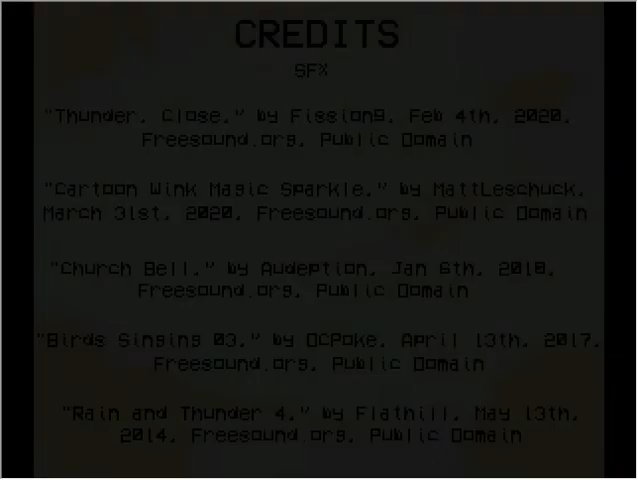 CREDITS
SFX
"Thunder, Close," by Fission9, Feb 4th, 2020,
Freesound.org, Public Domain
"Cartoon Wink Magic Sparkle," by MattLeschuck,
March 31st, 2020, Freesound.org, Public Domain
"Church Bell," by Audeption, Jan 6th, 2010,
Freesound.org, Public Domain
"Birds Singing 03," by OCPoke, April 13th, 2017,
Freesound.org, Public Domain
"Rain and Thunder 4," by Flathill, May 13th,
2014, Freesound.org, Public Domain